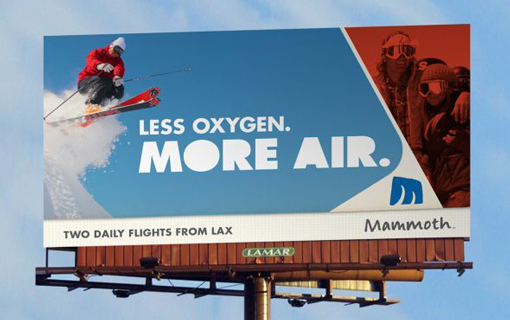 LESS OXYGEN.
MORE AIR.
TWO DAILY FLIGHTS FROM LAX
Mammoth.
LAMAR